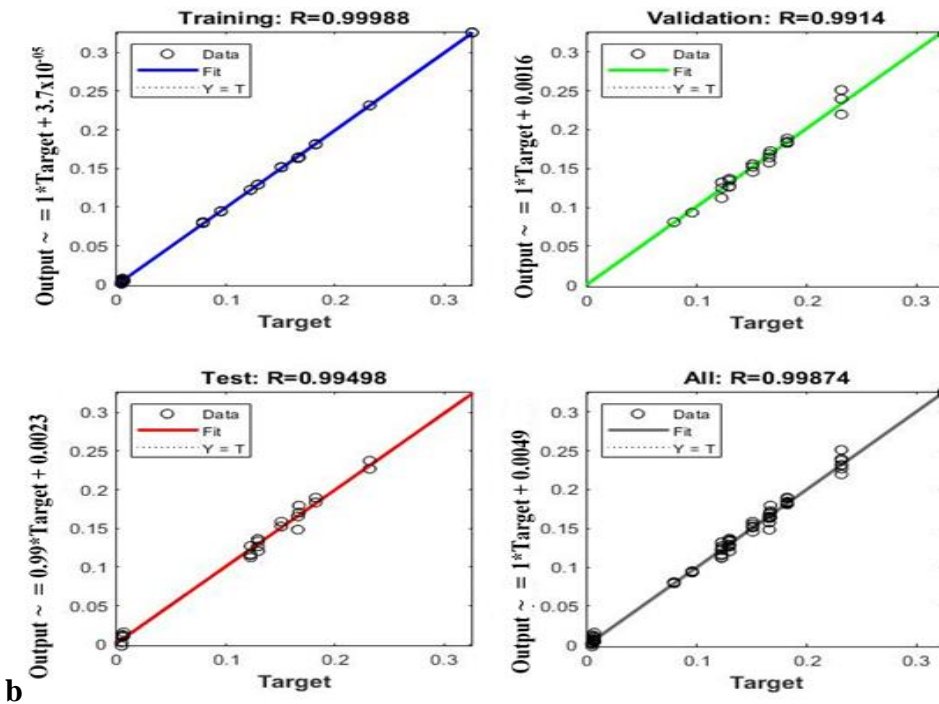 Training: R=0.99988
Output ~ = 1*Target + 3.7x10-05
0.3
0.25
0.2
0.15
0.1
0.05
0
Data
Fit
Y = T
0
0.1
0.2
0.3
Target
Validation: R=0.9914
Output ~ = 1*Target + 0.0016
0.3
0.25
0.2
0.15
0.1
0.05
0
Data
Fit
Y = T
0
0.1
0.2
0.3
Target
Test: R=0.99498
Output ~ = 0.99*Target + 0.0023
0.3
0.25
0.2
0.15
0.1
0.05
0
Data
Fit
Y = T
0
0.1
0.2
0.3
Target
All: R=0.99874
Output ~ = 1*Target + 0.0049
0.3
0.25
0.2
0.15
0.1
0.05
0
Data
Fit
Y = T
0
0.1
0.2
0.3
Target
b